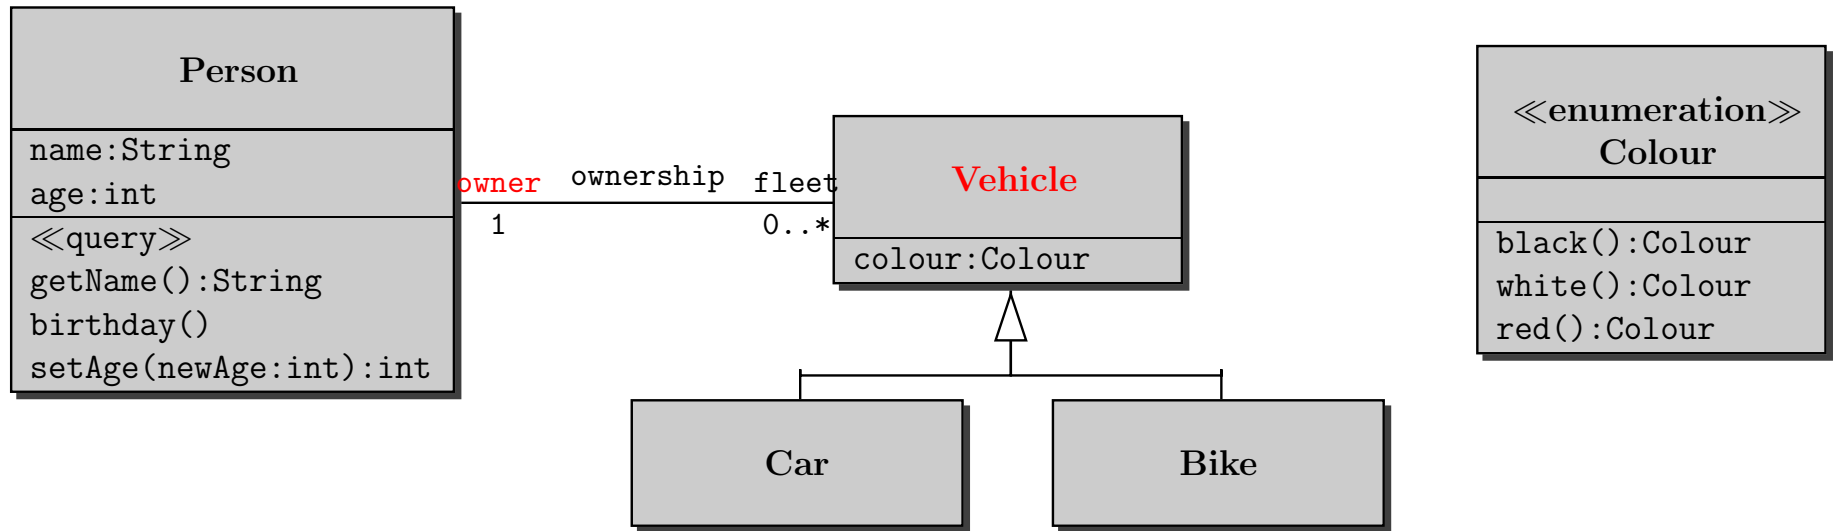 Person
name:String
age:int
≪query≫
getName():String
birthday()
setAge(newAge:int):int
owner ownership fleet
1 0..*
Vehicle
colour:Colour
Car
Bike
≪enumeration≫
Colour
black():Colour
white():Colour
red():Colour